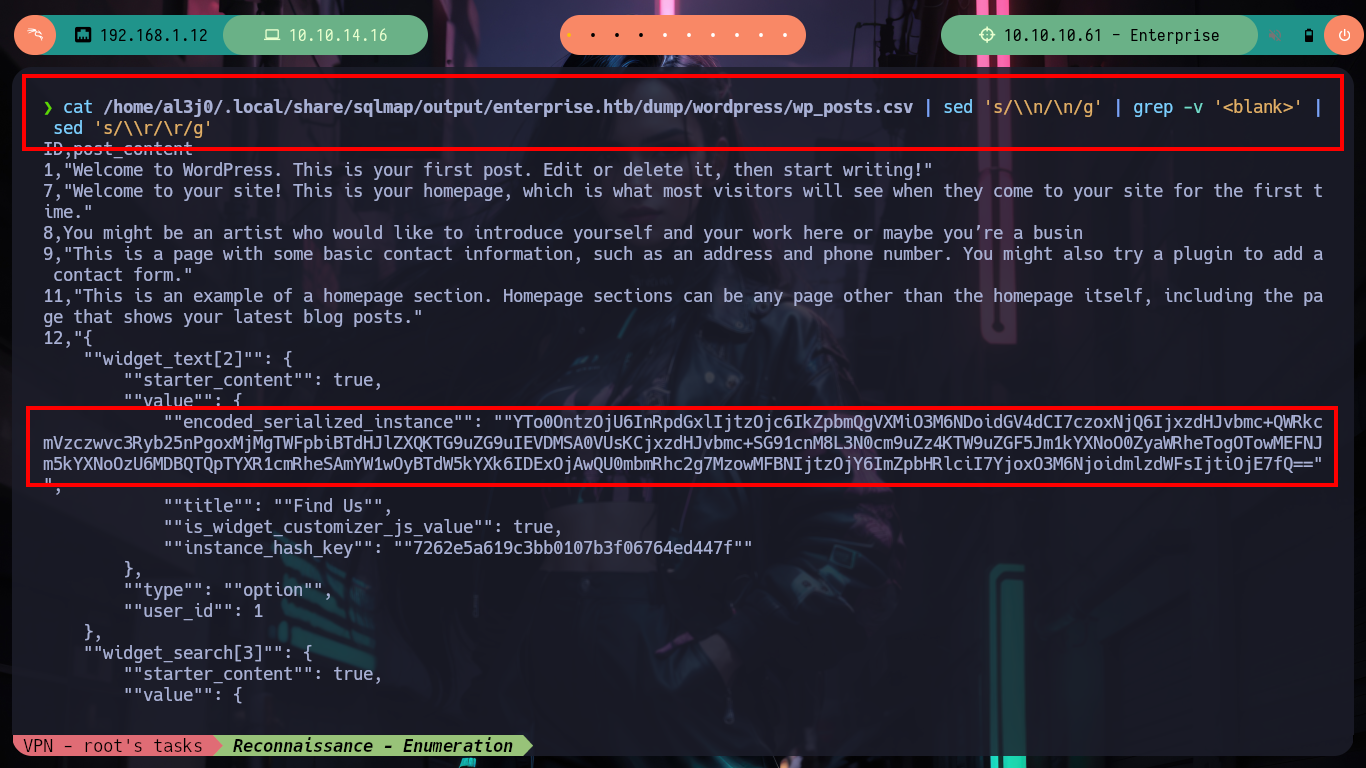 192.168.1.12
10.10.14.16
10.10.10.61 - Enterprise
❯ cat /home/al3j0/.local/share/sqlmap/output/enterprise.htb/dump/wordpress/wp_posts.csv | sed 's/\\n/\n/g' | grep -v '<blank>' |
sed 's/\\r/\r/g'
ID,post_content
1,"Welcome to WordPress. This is your first post. Edit or delete it, then start writing!"
7,"Welcome to your site! This is your homepage, which is what most visitors will see when they come to your site for the first t
ime."
8,You might be an artist who would like to introduce yourself and your work here or maybe you’re a busin
9,"This is a page with some basic contact information, such as an address and phone number. You might also try a plugin to add a
contact form."
11,"This is an example of a homepage section. Homepage sections can be any page other than the homepage itself, including the pa
ge that shows your latest blog posts."
12,"{
""widget_text[2]"": {
""starter_content"": true,
""value"": {
""encoded_serialized_instance"": ""YTo0OntzOjU6InRpdGxlIjtzOjc6IkZpbmQgVXMiO3M6NDoidGV4dCI7czoxNjQ6IjxzdHJvbmc+QWRkc
mVzczwvc3Ryb25nPgoxMjMgTWFpbiBTdHJlZXQKTG9uZG9uIEVDMSA0VUsKCjxzdHJvbmc+SG91cnM8L3N0cm9uZz4KTW9uZGF5Jm1kYXNoO0ZyaWRheTogOTowMEFNJ
m5kYXNoOzU6MDBQTQpTYXR1cmRheSAmYW1wOyBTdW5kYXk6IDExOjAwQU0mbmRhc2g7MzowMFBNIjtzOjY6ImZpbHRlciI7YjoxO3M6NjoidmlzdWFsIjtiOjE7fQ=="
",
""title"": ""Find Us"",
""is_widget_customizer_js_value"": true,
""instance_hash_key"": ""7262e5a619c3bb0107b3f06764ed447f""
},
""type"": ""option"",
""user_id"": 1
},
""widget_search[3]"": {
""starter_content"": true,
""value"": {
VPN - root's tasks
Reconnaissance - Enumeration